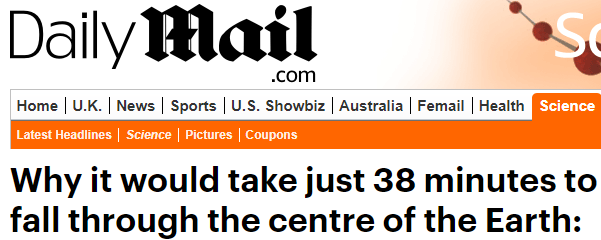 Daily Mail
.com
Sc
Home | U.K. | News | Sports | U.S. Showbiz | Australia | Femail | Health | Science
Latest Headlines | Science | Pictures | Coupons
Why it would take just 38 minutes to
fall through the centre of the Earth: